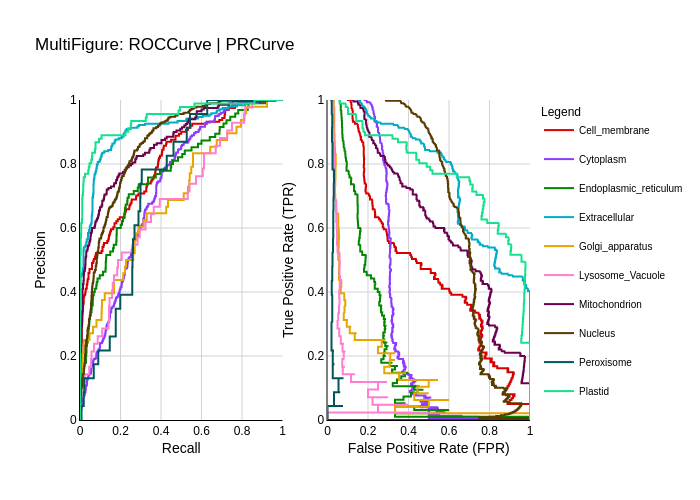 MultiFigure: ROCCurve | PRCurve
Legend
Cell_membrane
Cytoplasm
Endoplasmic_reticulum
Extracellular
Golgi_apparatus
Lysosome_Vacuole
Mitochondrion
Nucleus
Peroxisome
Plastid
Precision
1
0.8
0.6
0.4
0.2
0
0 0.2 0.4 0.6 0.8 1
Recall
True Positive Rate (TPR)
1
0.8
0.6
0.4
0.2
0
0 0.2 0.4 0.6 0.8 1
False Positive Rate (FPR)